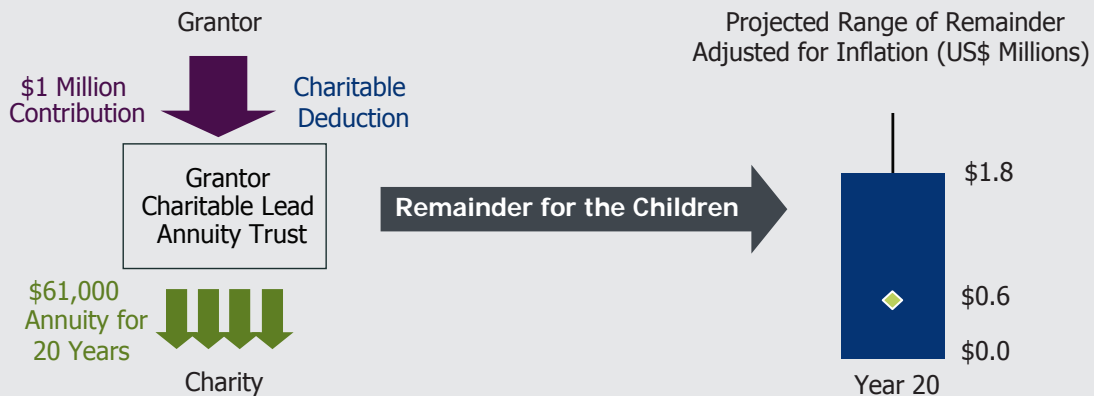 Grantor
$1 Million
Contribution
Charitable
Deduction
Grantor
Charitable Lead
Annuity Trust
$61,000
Annuity for
20 Years
Charity
Remainder for the Children
Projected Range of Remainder
Adjusted for Inflation (US$ Millions)
$1.8
$0.6
$0.0
Year 20